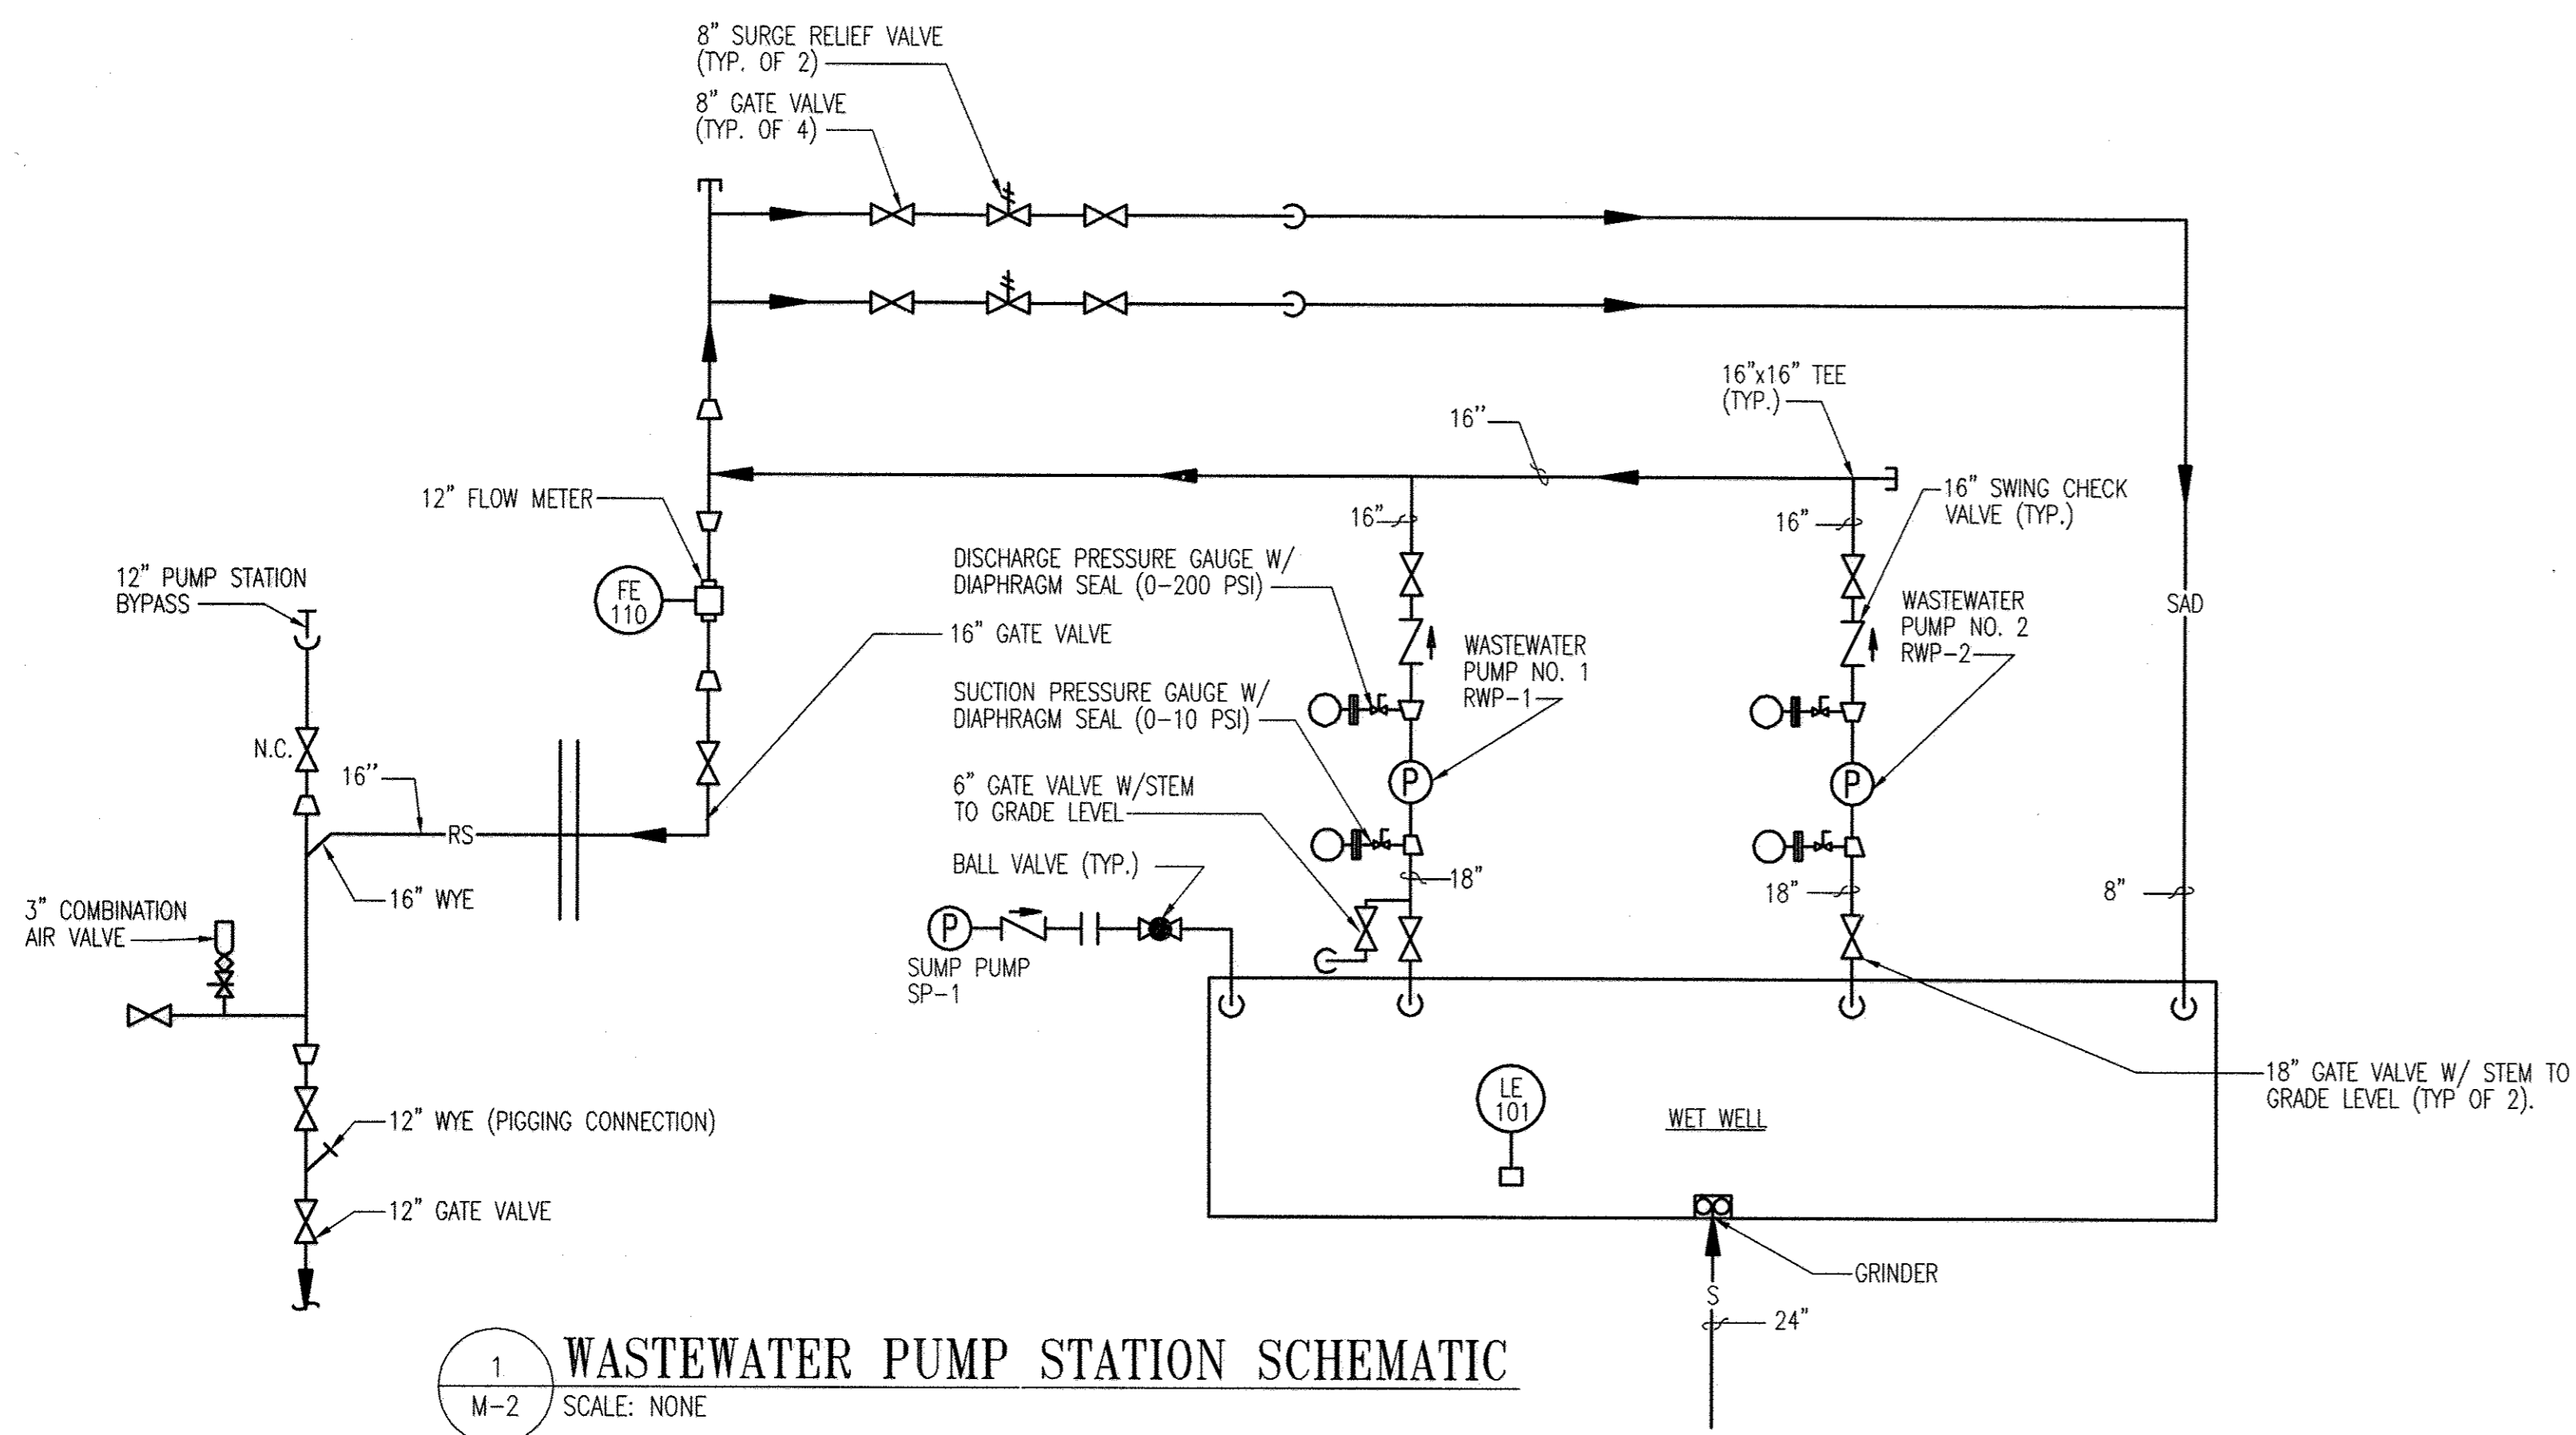 8" SURGE RELIEF VALVE
(TYP. OF 2)
8" GATE VALVE
(TYP. OF 4)
16"x16" TEE
(TYP.)
16"
12" FLOW METER
16" SWING CHECK
VALVE (TYP.)
16"
16"
DISCHARGE PRESSURE GAUGE W/
DIAPHRAGM SEAL (0-200 PSI)
12" PUMP STATION
BYPASS
FE
110
SAD
WASTEWATER
PUMP NO. 2
RWP-2
16" GATE VALVE
WASTEWATER
PUMP NO. 1
RWP-1
SUCTION PRESSURE GAUGE W/
DIAPHRAGM SEAL (0-10 PSI)
N.C.
16"
P
P
6" GATE VALVE W/STEM
TO GRADE LEVEL
RS
BALL VALVE (TYP.)
18"
18"
8"
16" WYE
3" COMBINATION
AIR VALVE
P
SUMP PUMP
SP-1
18" GATE VALVE W/ STEM TO
GRADE LEVEL (TYP OF 2).
LE
101
WET WELL
12" WYE (PIGGING CONNECTION)
12" GATE VALVE
GRINDER
S
24"
1
M-2
WASTEWATER PUMP STATION SCHEMATIC
SCALE: NONE